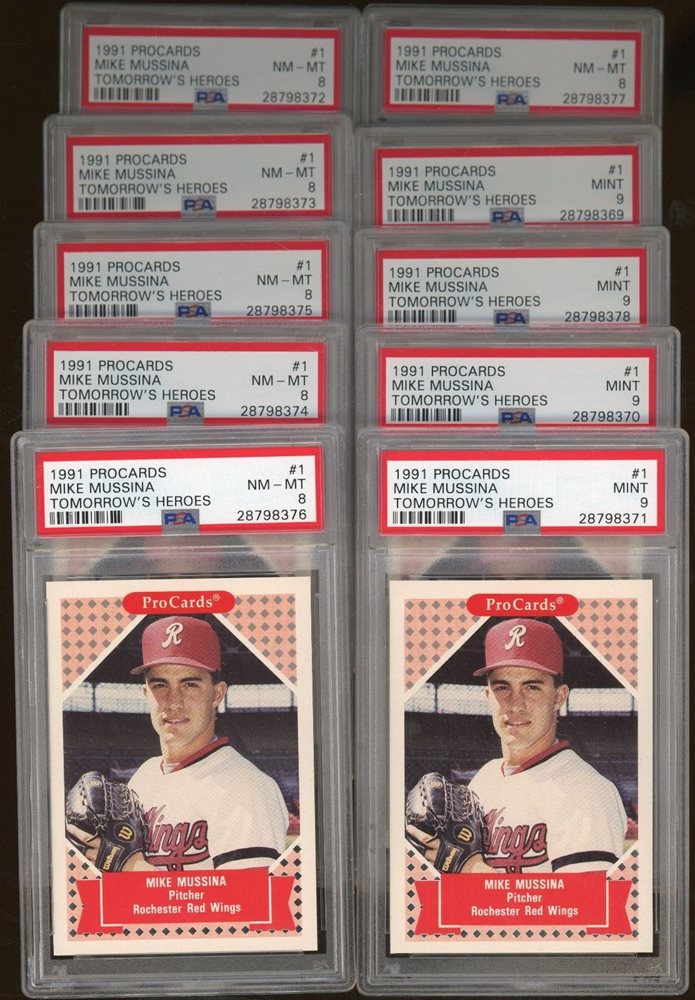 1991 PROCARDS #1
MIKE MUSSINA NM – MT
TOMORROW'S HEROES 8
PSA 28798372
1991 PROCARDS #1
MIKE MUSSINA NM – MT
TOMORROW'S HEROES 8
PSA 28798377
1991 PROCARDS #1
MIKE MUSSINA NM – MT
TOMORROW'S HEROES 8
PSA 28798373
1991 PROCARDS #1
MIKE MUSSINA MINT
TOMORROW'S HEROES 9
PSA 28798369
1991 PROCARDS #1
MIKE MUSSINA NM – MT
TOMORROW'S HEROES 8
PSA 28798375
1991 PROCARDS #1
MIKE MUSSINA MINT
TOMORROW'S HEROES 9
PSA 28798378
1991 PROCARDS #1
MIKE MUSSINA NM – MT
TOMORROW'S HEROES 8
PSA 28798374
1991 PROCARDS #1
MIKE MUSSINA MINT
TOMORROW'S HEROES 9
PSA 28798370
1991 PROCARDS #1
MIKE MUSSINA NM – MT
TOMORROW'S HEROES 8
PSA 28798376
1991 PROCARDS #1
MIKE MUSSINA MINT
TOMORROW'S HEROES 9
PSA 28798371
ProCards®
R
Wings
W
Wilson
MIKE MUSSINA
Pitcher
Rochester Red Wings
ProCards®
R
Wings
W
Wilson
MIKE MUSSINA
Pitcher
Rochester Red Wings